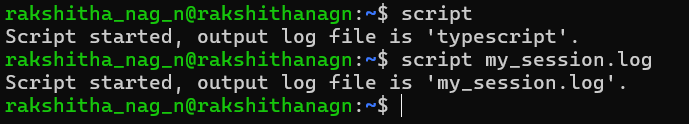 rakshitha_nag_n@rakshithanagn:~$ script
Script started, output log file is 'typescript'.
rakshitha_nag_n@rakshithanagn:~$ script my_session.log
Script started, output log file is 'my_session.log'.
rakshitha_nag_n@rakshithanagn:~$